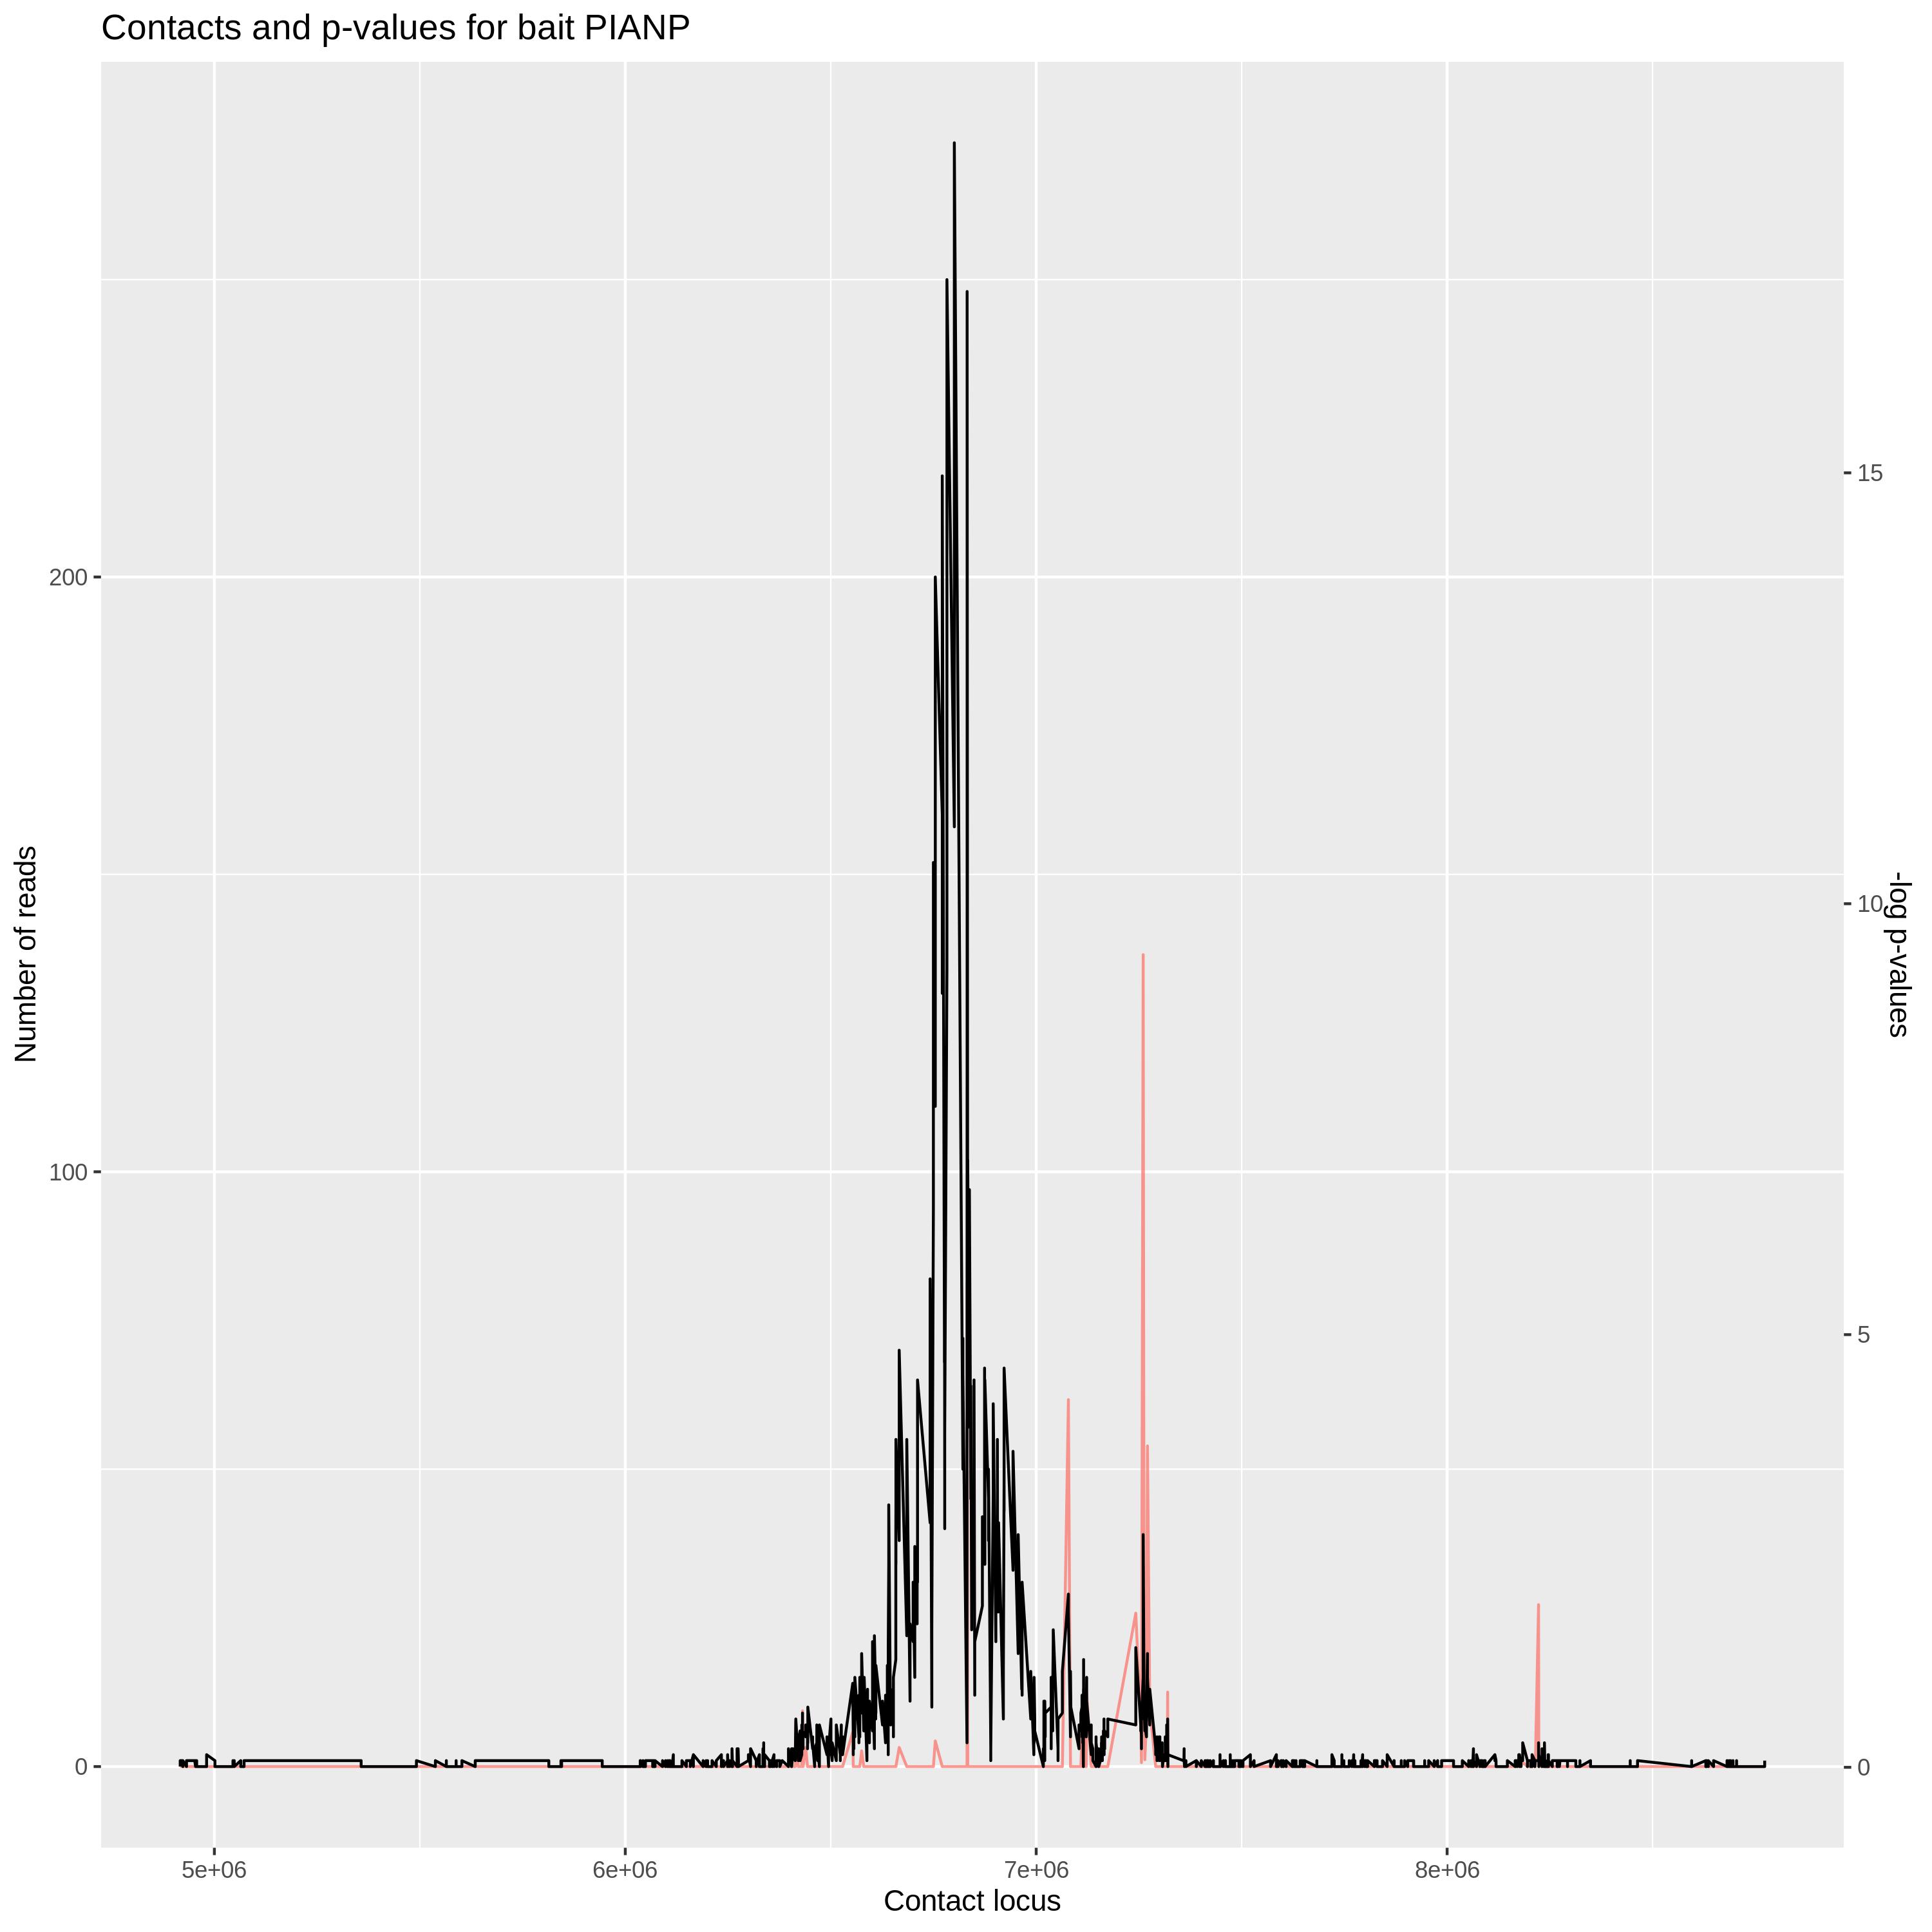 Contacts and p-values for bait PIANP
Number of reads
200
100
0
15
10
5
0
-log p-values
5e+06 6e+06 7e+06 8e+06
Contact locus